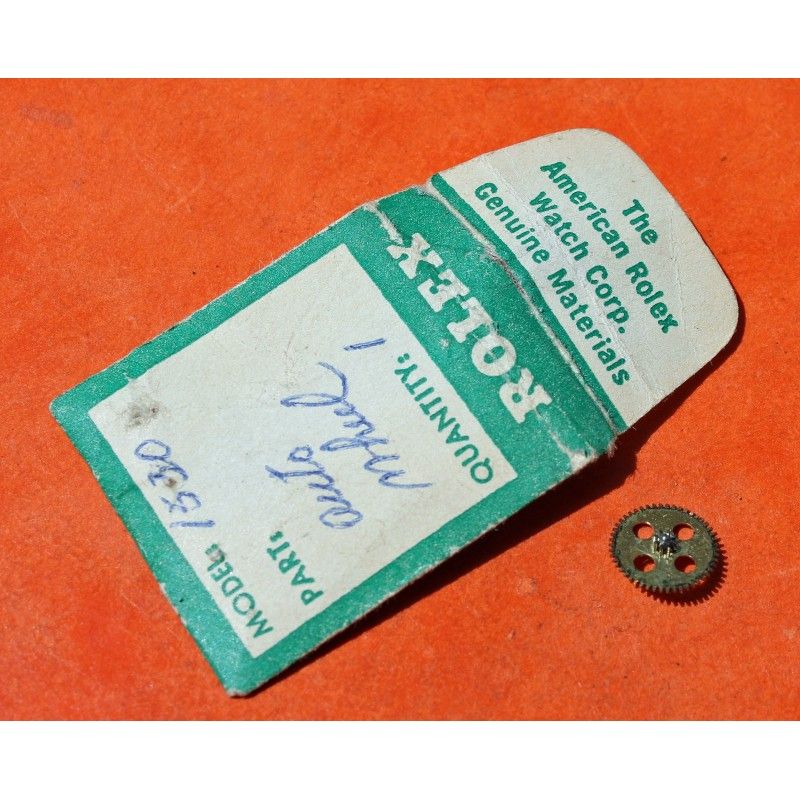 The
American Rolex
Watch Corp.
Genuine Materials
ROLEX
QUANTITY: 1
auto
wheel
PART:
MODEL: 1530